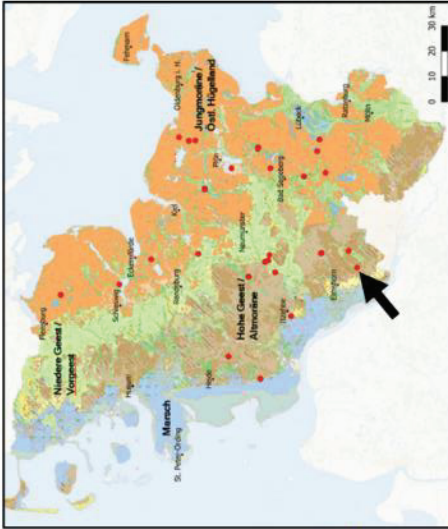 Fehmarn
Flensburg
Niedere Geest /
Vorgeest
Oldenburg i. H.
Schleswig
Eckernförde
Jungmoräne /
Östl. Hügelland
Husum
Kiel
Plön
Rendsburg
St. Peter-Ording
Marsch
Heide
Neumünster
Hohe Geest /
Altmoräne
Lübeck
Bad Segeberg
Itzehoe
Ratzeburg
Elmshorn
Mölln
0 10 20 30 km